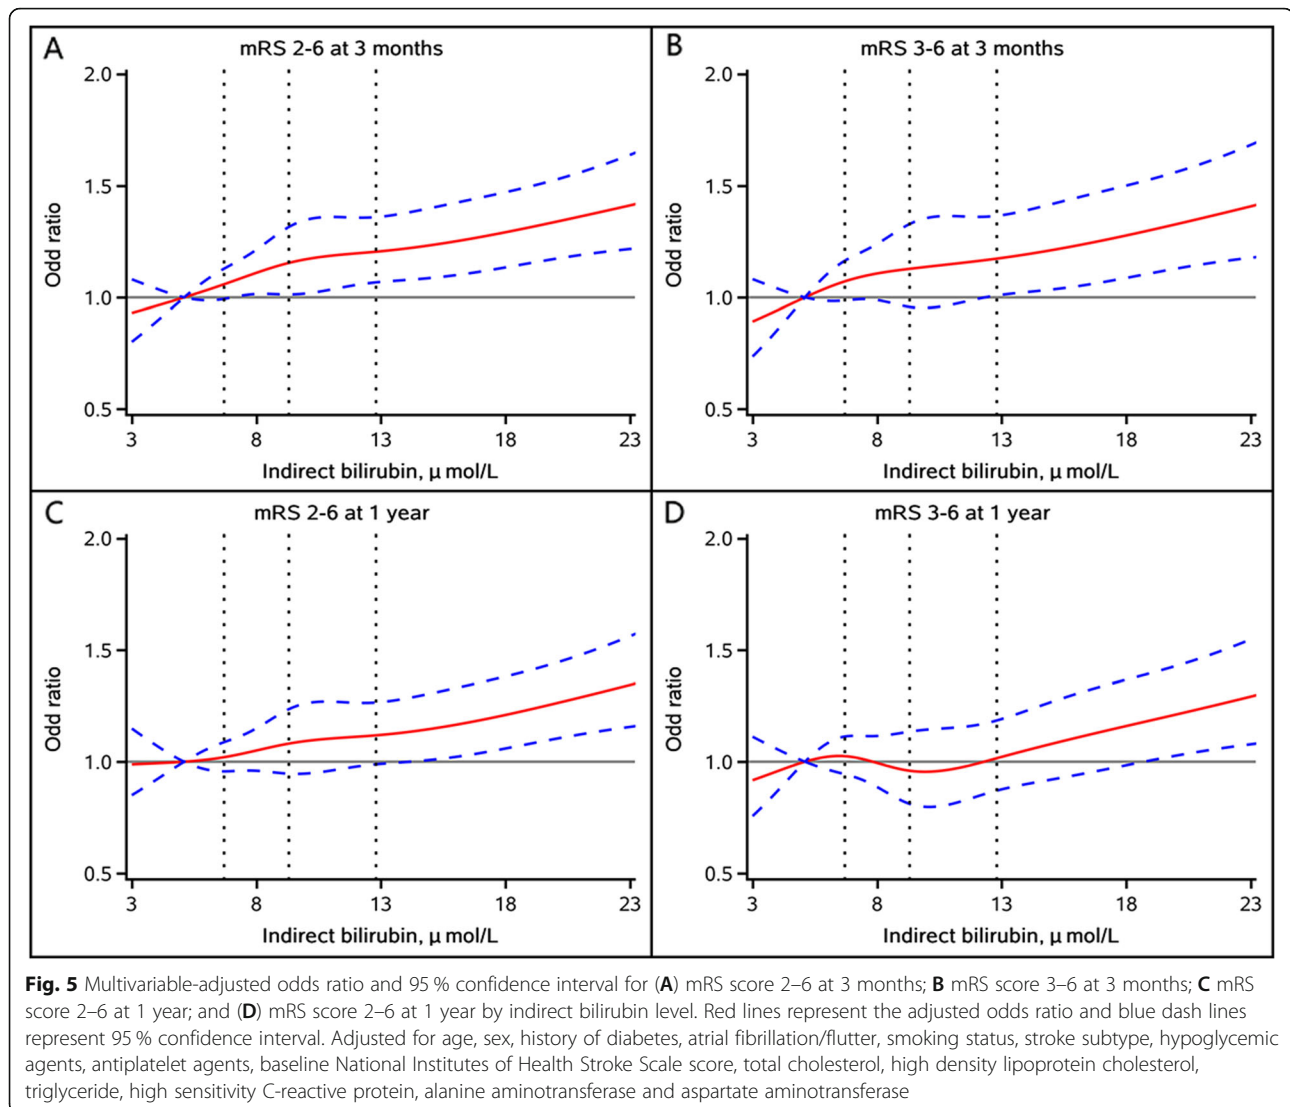 A
mRS 2-6 at 3 months
2.0
1.5
1.0
0.5
Odd ratio
3 8 13 18 23
Indirect bilirubin, μ mol/L
B
mRS 3-6 at 3 months
2.0
1.5
1.0
0.5
Odd ratio
3 8 13 18 23
Indirect bilirubin, μ mol/L
C
mRS 2-6 at 1 year
2.0
1.5
1.0
0.5
Odd ratio
3 8 13 18 23
Indirect bilirubin, μ mol/L
D
mRS 3-6 at 1 year
2.0
1.5
1.0
0.5
Odd ratio
3 8 13 18 23
Indirect bilirubin, μ mol/L
Fig. 5 Multivariable-adjusted odds ratio and 95 % confidence interval for (A) mRS score 2–6 at 3 months; B mRS score 3–6 at 3 months; C mRS
score 2–6 at 1 year; and (D) mRS score 2–6 at 1 year by indirect bilirubin level. Red lines represent the adjusted odds ratio and blue dash lines
represent 95 % confidence interval. Adjusted for age, sex, history of diabetes, atrial fibrillation/flutter, smoking status, stroke subtype, hypoglycemic
agents, antiplatelet agents, baseline National Institutes of Health Stroke Scale score, total cholesterol, high density lipoprotein cholesterol,
triglyceride, high sensitivity C-reactive protein, alanine aminotransferase and aspartate aminotransferase